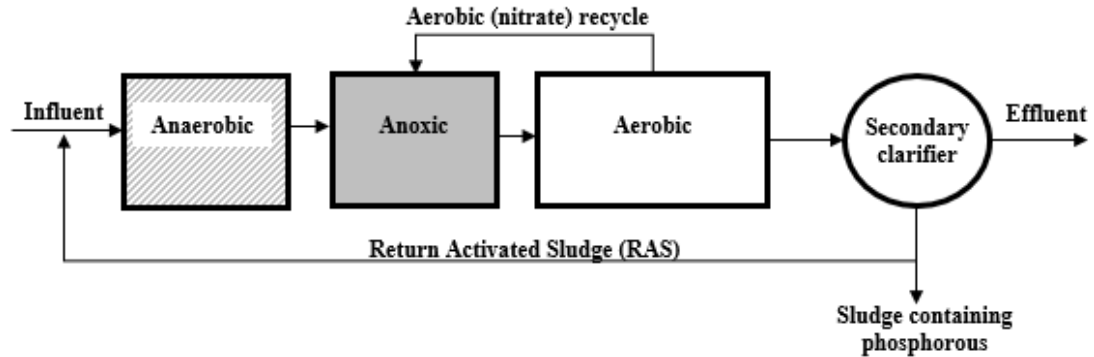 Aerobic (nitrate) recycle
Influent
Anaerobic
Anoxic
Aerobic
Secondary
clarifier
Effluent
Return Activated Sludge (RAS)
Sludge containing
phosphorous